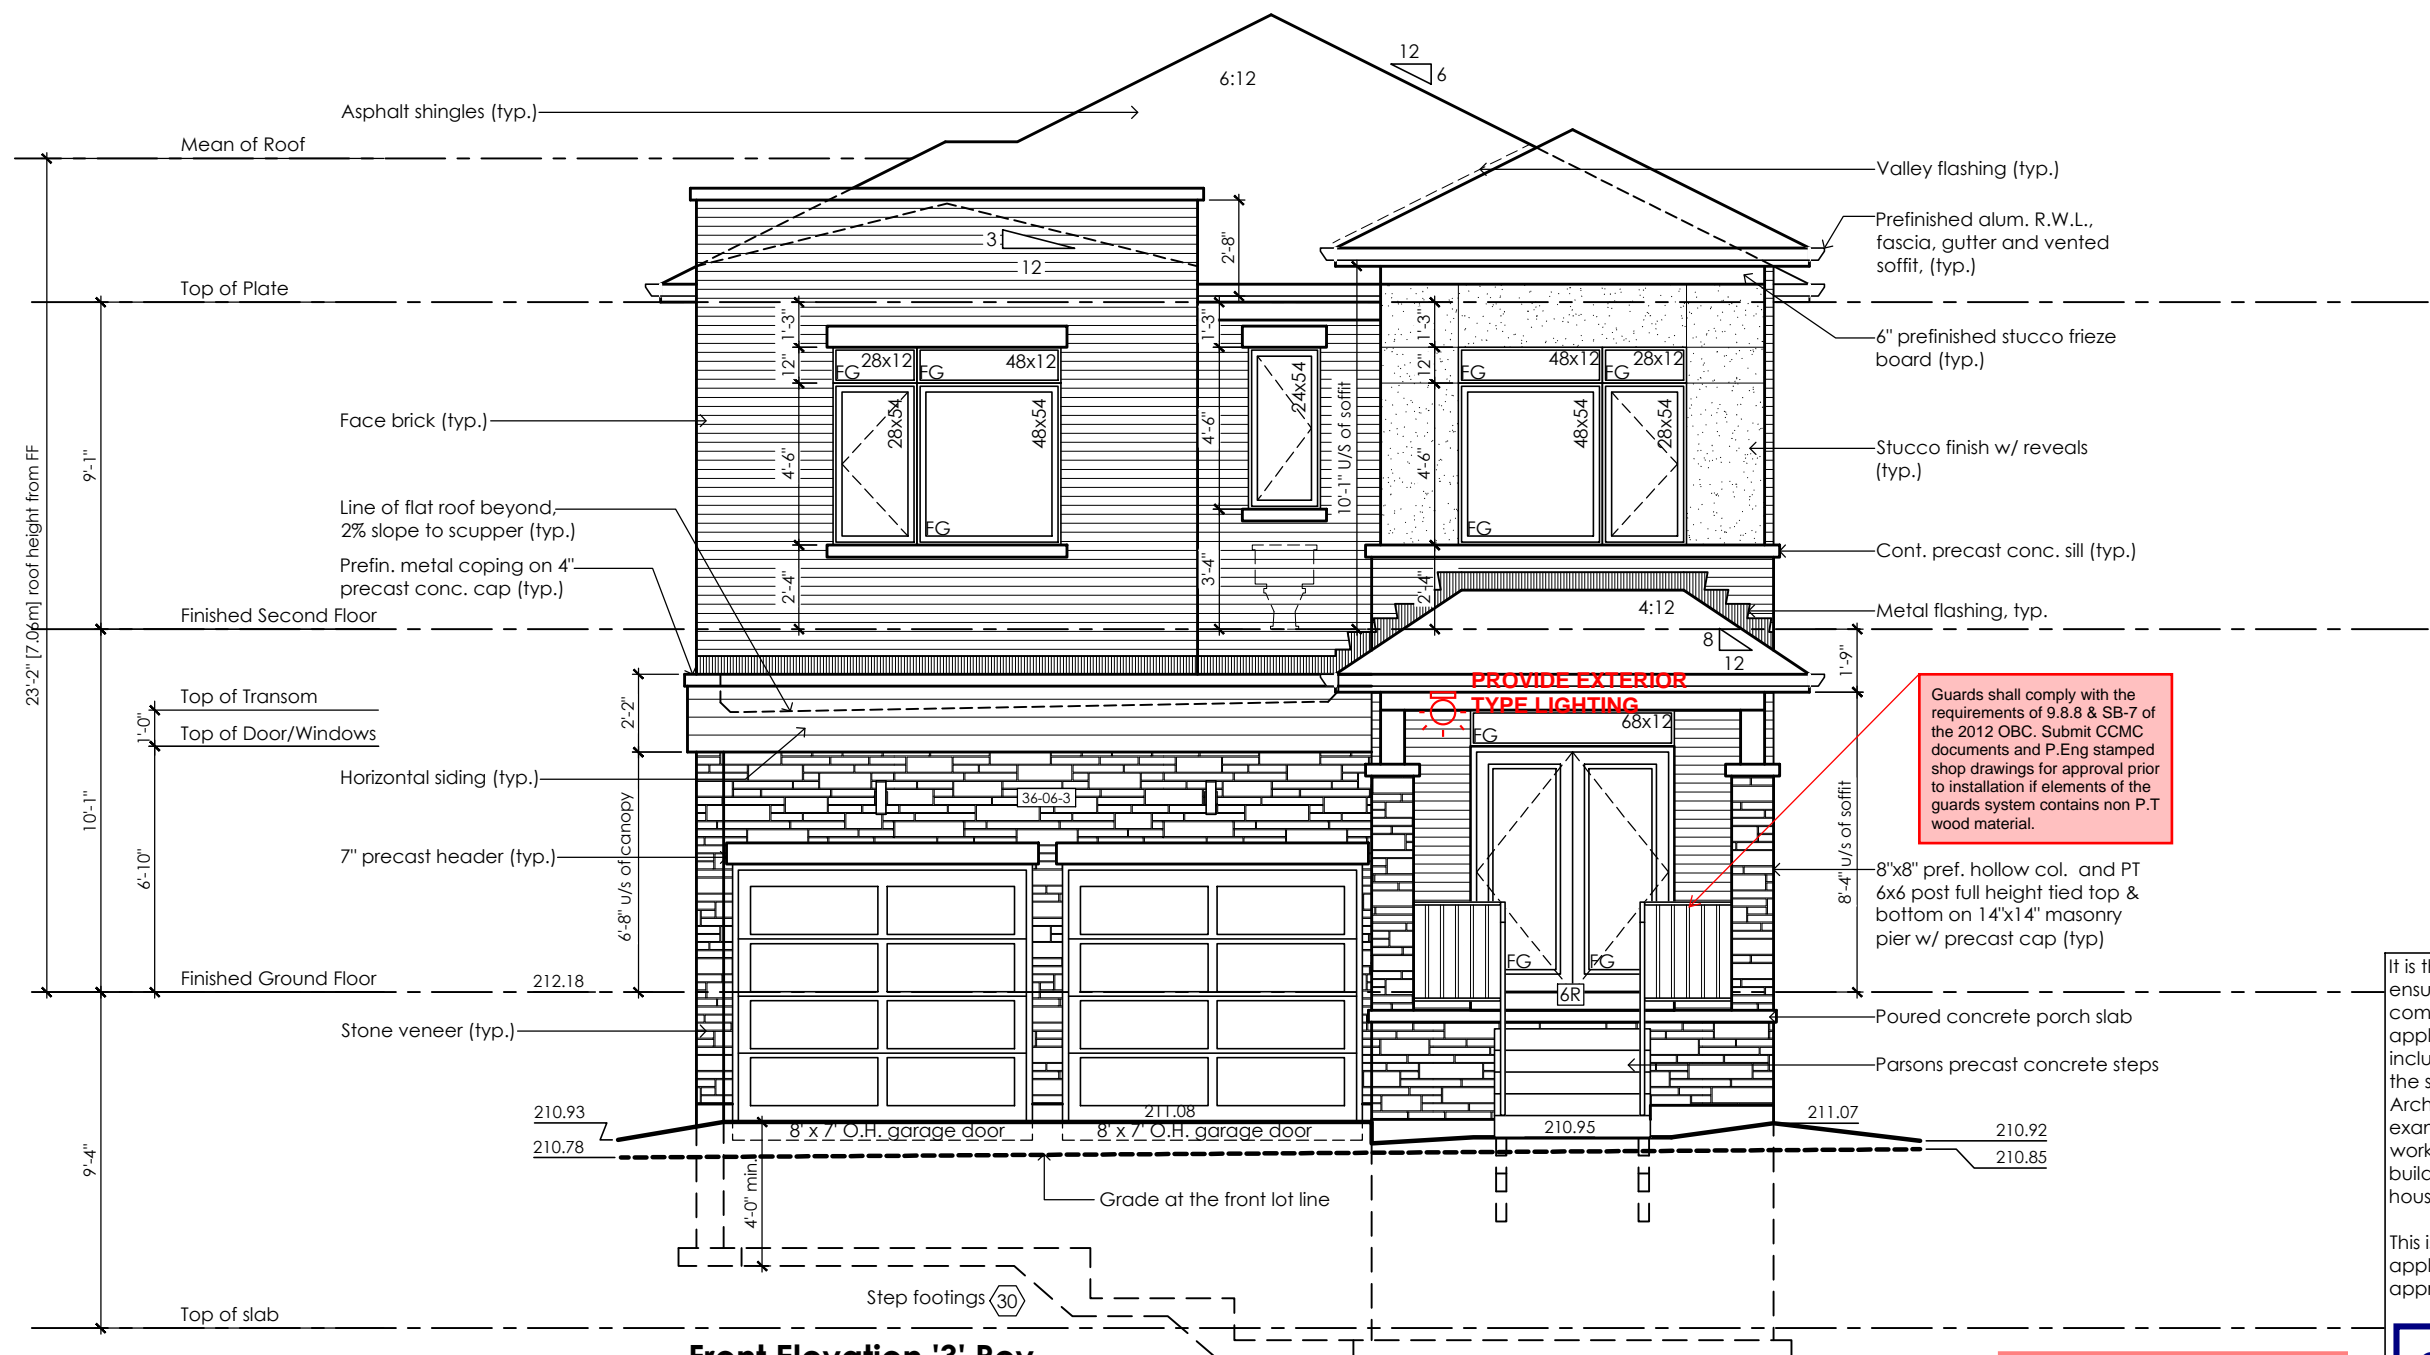 12
6
6:12
Asphalt shingles (typ.)
Mean of Roof
Valley flashing (typ.)
Prefinished alum. R.W.L.,
fascia, gutter and vented
soffit, (typ.)
3
12
2'-8"
Top of Plate
1'-3"
1'-3"
1'-3"
6" prefinished stucco frieze
board (typ.)
12"
28x12
48x12
FG
FG
12"
48x12
28x12
FG
FG
Face brick (typ.)
28x54
48x54
24x54
10'-1" U/S of soffit
48x54
28x54
9'-1"
4'-6"
4'-6"
4'-6"
Stucco finish w/ reveals
(typ.)
23'-2" [7.06m] roof height from FF
Line of flat roof beyond,
2% slope to scupper (typ.)
FG
FG
Prefin. metal coping on 4"
precast conc. cap (typ.)
2'-4"
3'-4"
2'-4"
Cont. precast conc. sill (typ.)
Finished Second Floor
4:12
Metal flashing, typ.
8
12
1'-9"
Top of Transom
1'-0"
Top of Door/Windows
2'-2"
PROVIDE EXTERIOR
TYPE LIGHTING
68x12
FG
Guards shall comply with the
requirements of 9.8.8 & SB-7 of
the 2012 OBC. Submit CCMC
documents and P.Eng stamped
shop drawings for approval prior
to installation if elements of the
guards system contains non P.T
wood material.
Horizontal siding (typ.)
36-06-3
10'-1"
6'-10"
7" precast header (typ.)
6'-8" u/s of canopy
8'-4" u/s of soffit
8"x8" pref. hollow col. and PT
6x6 post full height tied top &
bottom on 14"x14" masonry
pier w/ precast cap (typ)
FG
FG
Finished Ground Floor
212.18
6R
Stone veneer (typ.)
Poured concrete porch slab
Parsons precast concrete steps
210.93
211.08
8' x 7' O.H. garage door
8' x 7' O.H. garage door
210.95
211.07
210.92
210.78
210.85
9'-4"
4'-0" min.
Grade at the front lot line
Step footings
30
Top of slab
Front Elevation '3' Rev
It is
the
This